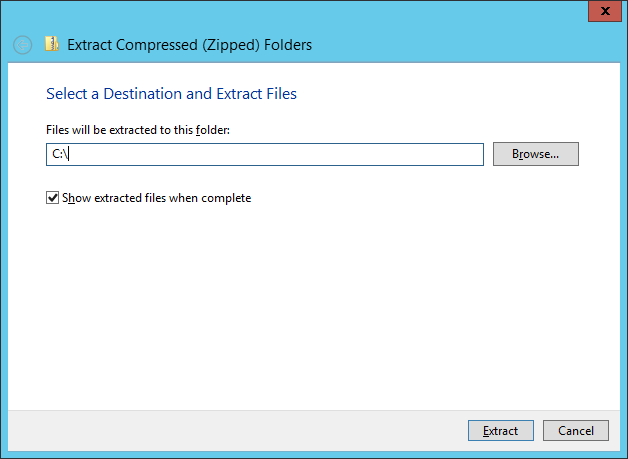 Extract Compressed (Zipped) Folders
Select a Destination and Extract Files
Files will be extracted to this folder:
C:\
Browse...
Show extracted files when complete
Extract
Cancel